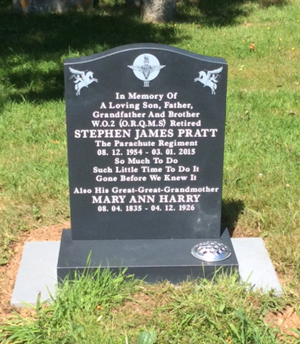 III
In Memory Of
A Loving Son, Father,
Grandfather And Brother
W.O.2 (O.R.Q.M.S) Retired
STEPHEN JAMES PRATT
The Parachute Regiment
08. 12. 1954 - 03. 01. 2015
So Much To Do
Such Little Time To Do It
Gone Before We Knew It
Also His Great-Great-Grandmother
MARY ANN HARRY
08. 04. 1835 - 04. 12. 1926